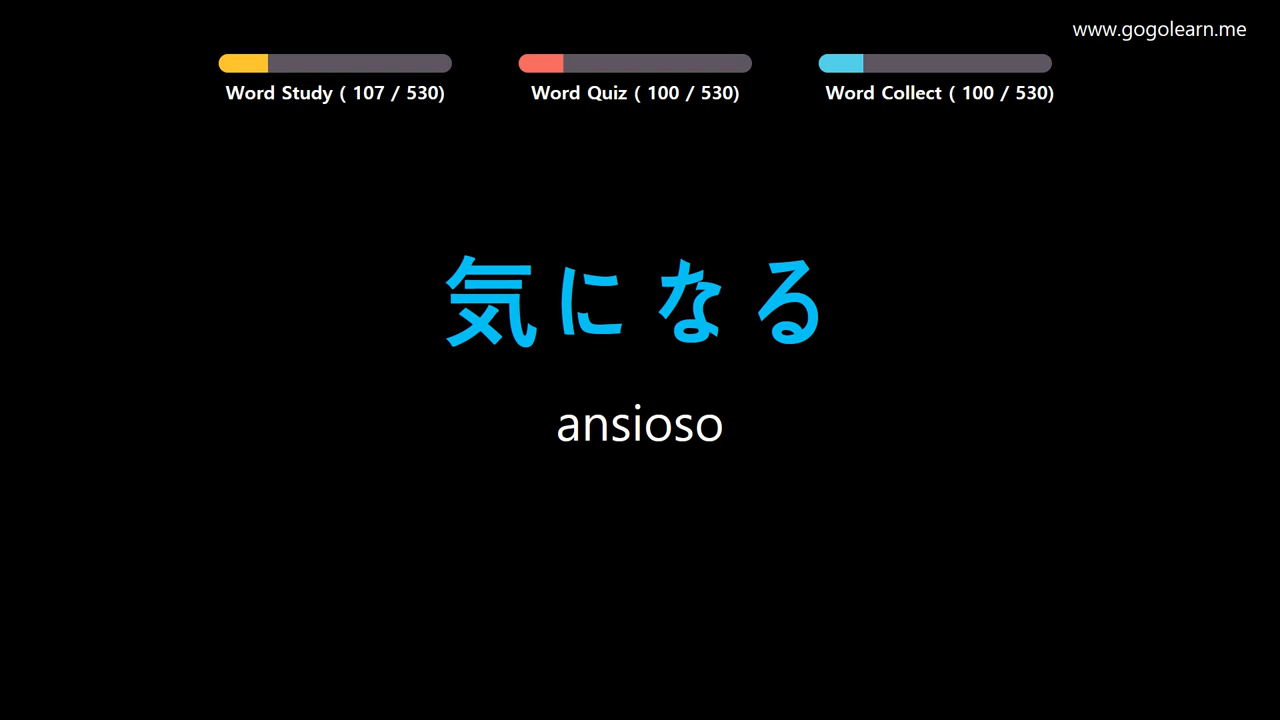 www.gogolearn.me
Word Study ( 107 / 530)
Word Quiz ( 100 / 530)
Word Collect ( 100 / 530)
気になる
ansioso